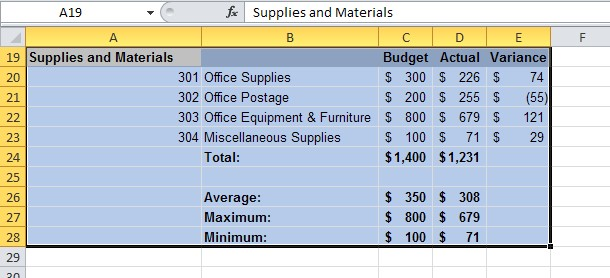 A19 fx Supplies and Materials
A B C D E F
19 Supplies and Materials Budget Actual Variance
20 301 Office Supplies $ 300 $ 226 $ 74
21 302 Office Postage $ 200 $ 255 $ (55)
22 303 Office Equipment & Furniture $ 800 $ 679 $ 121
23 304 Miscellaneous Supplies $ 100 $ 71 $ 29
24 Total: $1,400 $1,231
25
26 Average: $ 350 $ 308
27 Maximum: $ 800 $ 679
28 Minimum: $ 100 $ 71
29
30